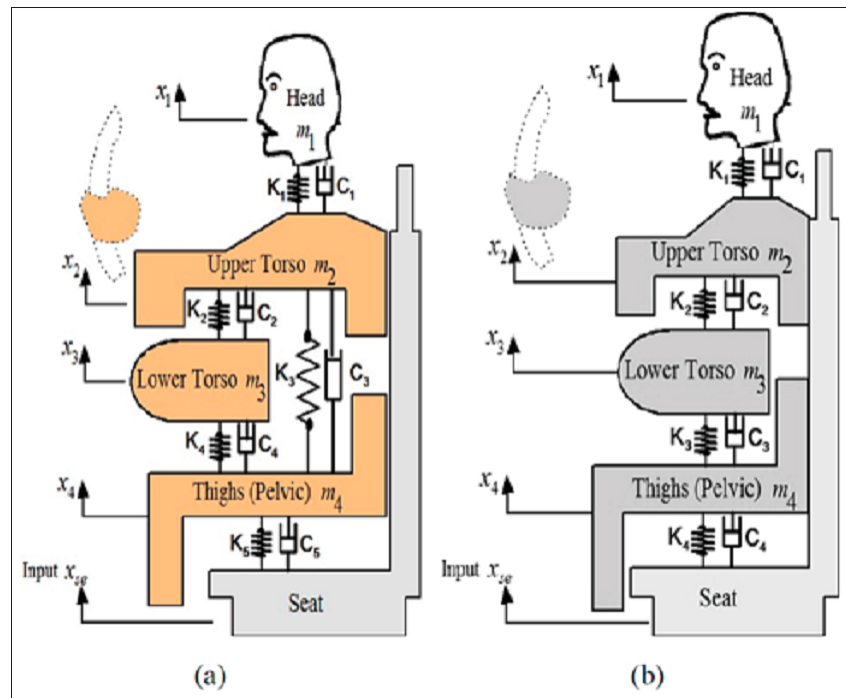 x1
Head
m1
K1
C1
x2
Upper Torso m2
K2
C2
x3
K3
C3
Lower Torso m3
K4
C4
x4
Thighs (Pelvic) m4
K5
C5
Input xse
Seat
(a)
x1
Head
m1
K1
C1
x2
Upper Torso m2
K2
C2
x3
Lower Torso m3
K3
C3
x4
Thighs (Pelvic) m4
K4
C4
Input xse
Seat
(b)